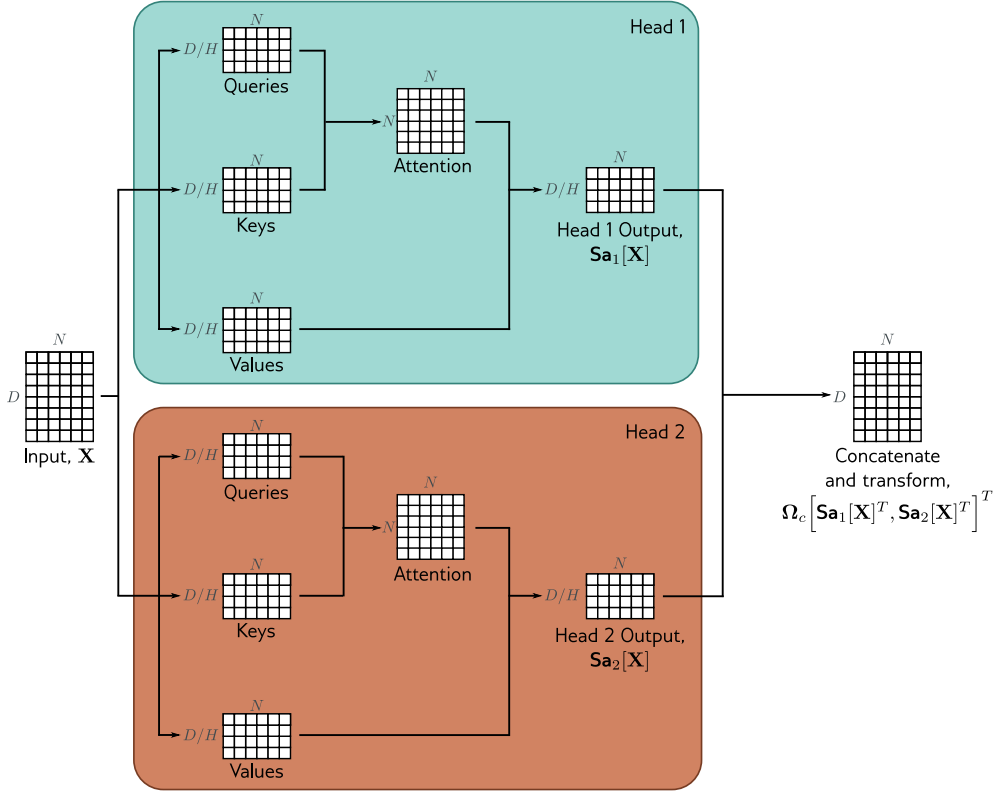 Head 1
N
D/H
Queries
N
N
Attention
N
D/H
Keys
N
D/H
Head 1 Output,
Sa₁[X]
N
D/H
Values
N
D
Input, X
N
D
Concatenate
and transform,
Ω_c[Sa₁[X]ᵀ, Sa₂[X]ᵀ]ᵀ
Head 2
N
D/H
Queries
N
N
Attention
N
D/H
Keys
N
D/H
Head 2 Output,
Sa₂[X]
N
D/H
Values